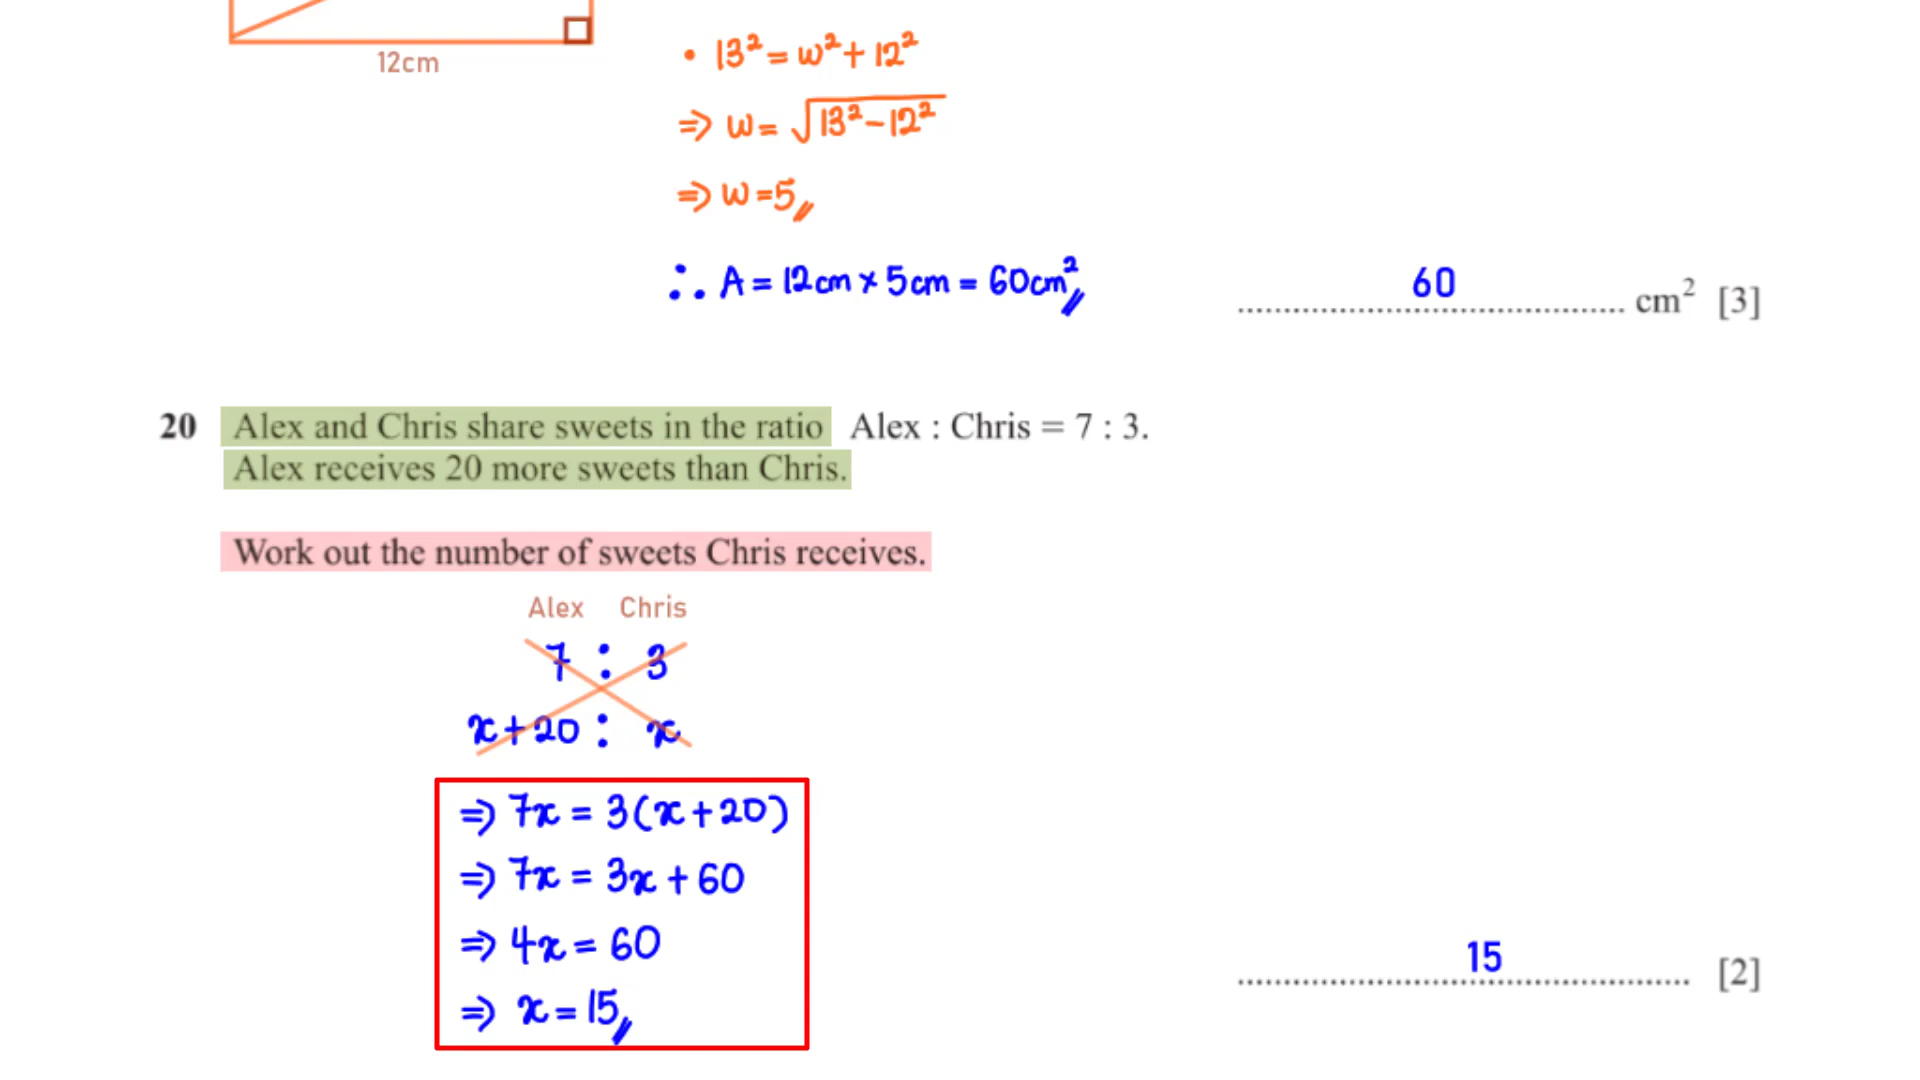 12cm
• 13² = w² + 12²
⇒ w = √13² − 12²
⇒ w = 5
∴ A = 12cm × 5cm = 60cm²
60
........................................ cm² [3]
20 Alex and Chris share sweets in the ratio Alex : Chris = 7 : 3.
Alex receives 20 more sweets than Chris.
Work out the number of sweets Chris receives.
Alex Chris
7 : 3
x + 20 : x
⇒ 7x = 3(x + 20)
⇒ 7x = 3x + 60
⇒ 4x = 60
⇒ x = 15
15
........................................ [2]